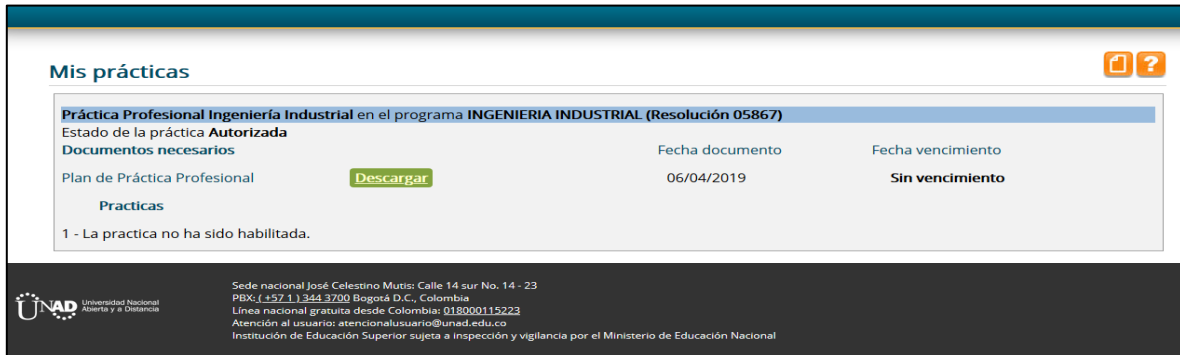 Mis prácticas
?
Práctica Profesional Ingeniería Industrial en el programa INGENIERIA INDUSTRIAL (Resolución 05867)
Estado de la práctica Autorizada
Documentos necesarios Fecha documento Fecha vencimiento
Plan de Práctica Profesional Descargar 06/04/2019 Sin vencimiento
Practicas
1 - La practica no ha sido habilitada.
UNAD Universidad Nacional
Abierta y a Distancia
Sede nacional José Celestino Mutis: Calle 14 sur No. 14 - 23
PBX: ( +57 1 ) 344 3700 Bogotá D.C., Colombia
Línea nacional gratuita desde Colombia: 018000115223
Atención al usuario: atencionalusuario@unad.edu.co
Institución de Educación Superior sujeta a inspección y vigilancia por el Ministerio de Educación Nacional